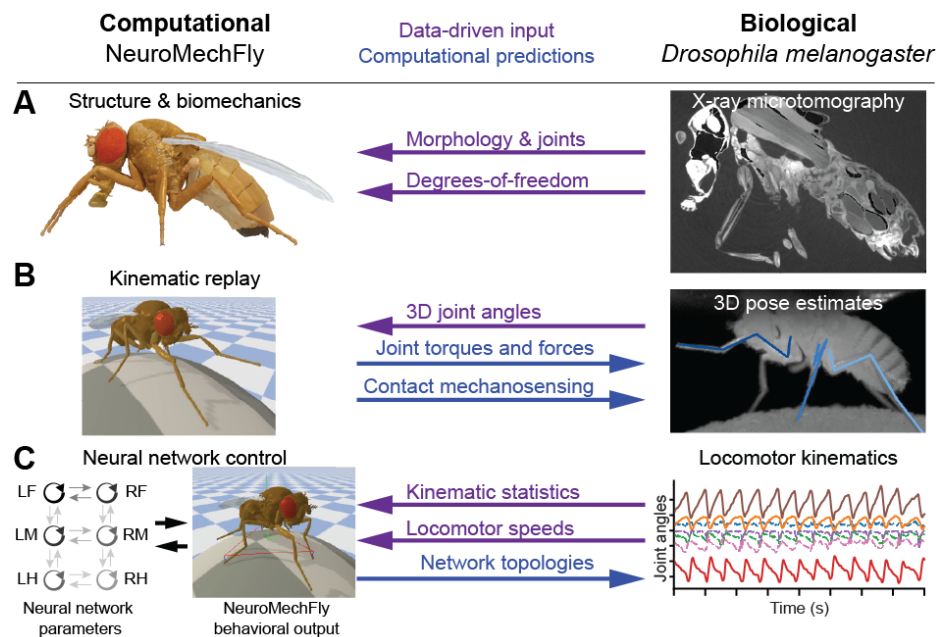 Computational
NeuroMechFly
Data-driven input
Computational predictions
Biological
Drosophila melanogaster
A
Structure & biomechanics
Morphology & joints
Degrees-of-freedom
X-ray microtomography
B
Kinematic replay
3D joint angles
Joint torques and forces
Contact mechanosensing
3D pose estimates
C
Neural network control
LF
RF
LM
RM
LH
RH
Neural network
parameters
NeuroMechFly
behavioral output
Kinematic statistics
Locomotor speeds
Network topologies
Locomotor kinematics
Joint angles
Time (s)